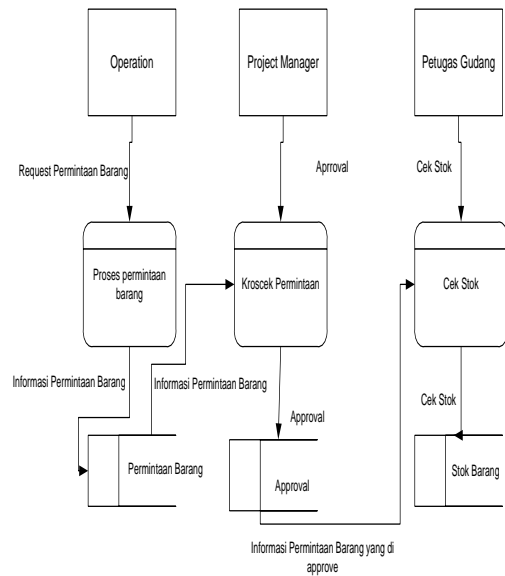 Operation
Project Manager
Petugas Gudang
Request Permintaan Barang
Aprroval
Cek Stok
Proses permintaan
barang
Kroscek Permintaan
Cek Stok
Informasi Permintaan Barang
Informasi Permintaan Barang
Approval
Cek Stok
Permintaan Barang
Approval
Stok Barang
Informasi Permintaan Barang yang di
approve